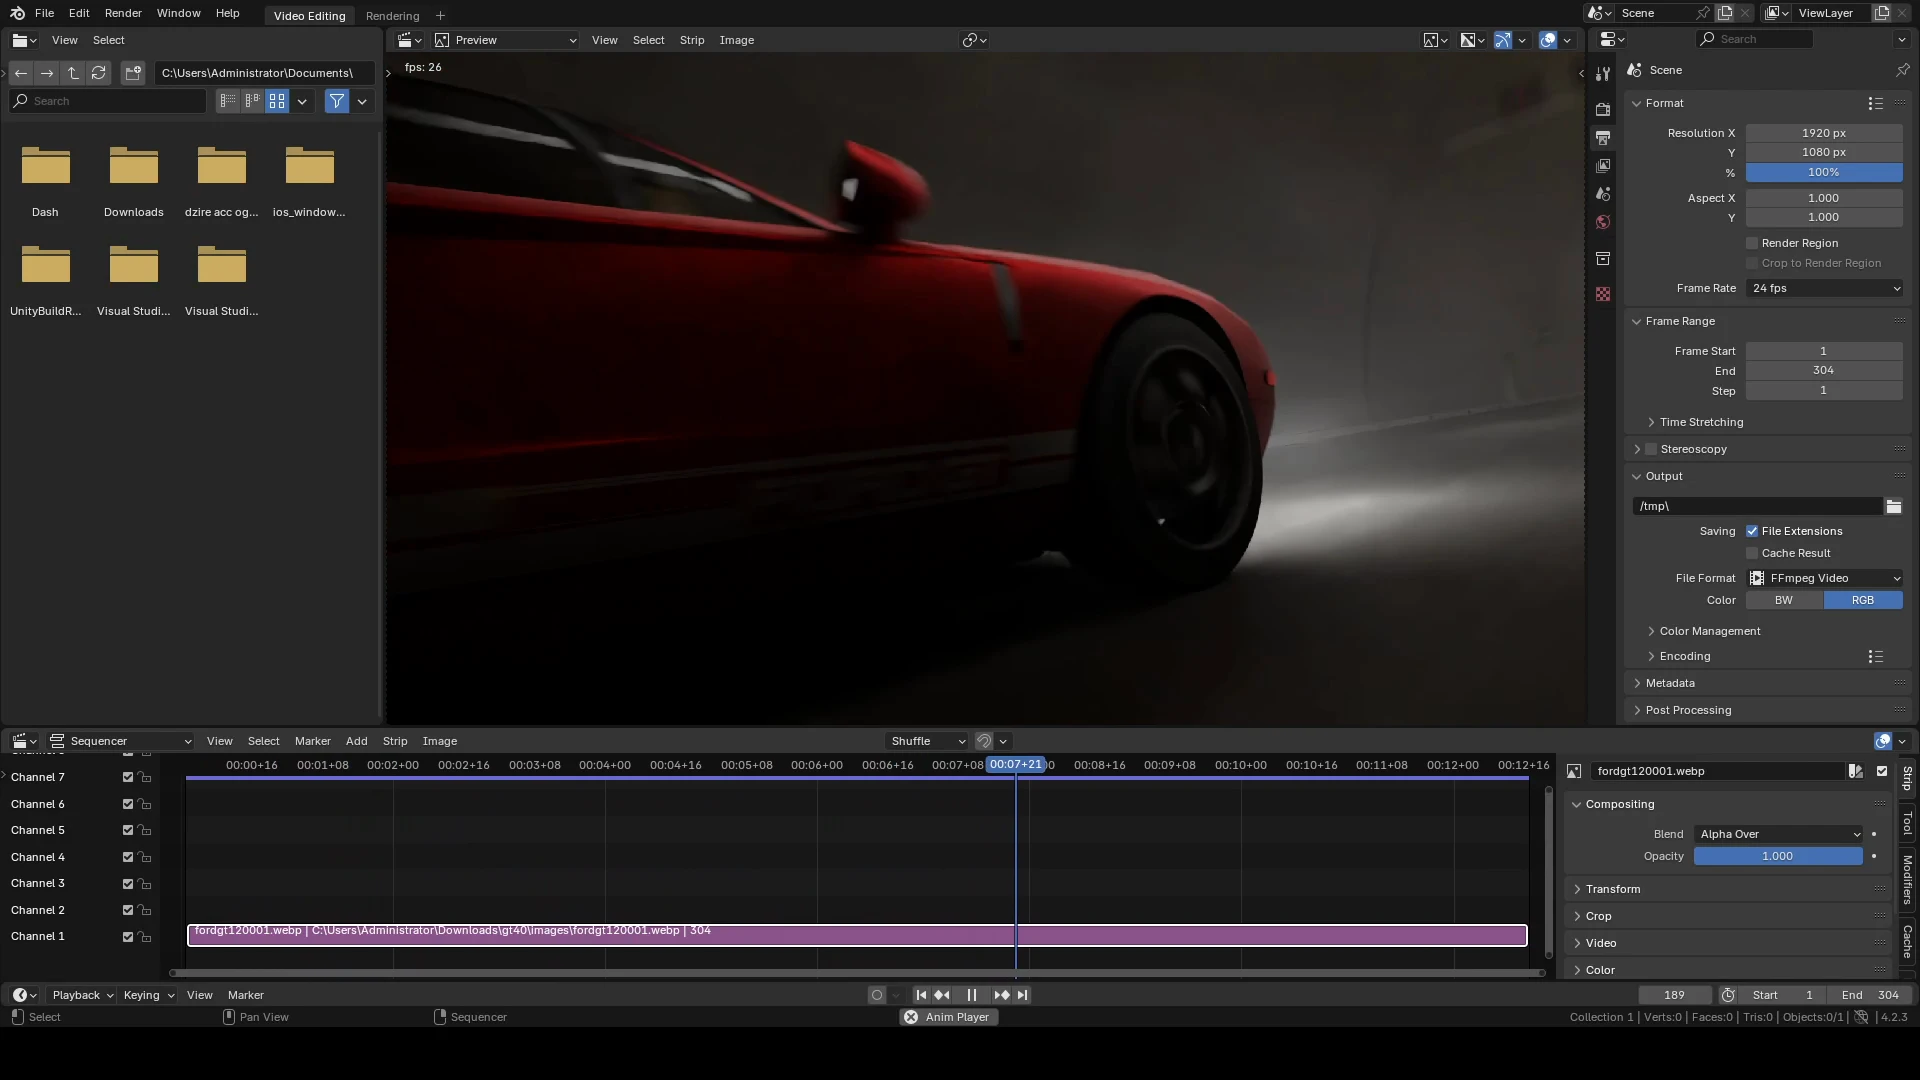 File Edit Render Window Help Video Editing Rendering + Scene ViewLayer
View Select
C:\Users\Administrator\Documents\
Search
Dash Downloads dzire acc og... ios_window...
UnityBuildR... Visual Studi... Visual Studi...
Preview View Select Strip Image
fps: 26
Search
Scene
Format
Resolution X 1920 px
Y 1080 px
% 100%
Aspect X 1.000
Y 1.000
Render Region
Crop to Render Region
Frame Rate 24 fps
Frame Range
Frame Start 1
End 304
Step 1
Time Stretching
Stereoscopy
Output
/tmp\
Saving File Extensions
Cache Result
File Format FFmpeg Video
Color BW RGB
Color Management
Encoding
Metadata
Post Processing
Sequencer View Select Marker Add Strip Image Shuffle
00:00+16 00:01+08 00:02+00 00:02+16 00:03+08 00:04+00 00:04+16 00:05+08 00:06+00 00:06+16 00:07+08 00:07+21 00:08+16 00:09+08 00:10+00 00:10+16 00:11+08 00:12+00 00:12+16
Channel 7
Channel 6
Channel 5
Channel 4
Channel 3
Channel 2
Channel 1
fordgt120001.webp | C:\Users\Administrator\Downloads\gt40\images\fordgt120001.webp | 304
fordgt120001.webp
Compositing
Blend Alpha Over
Opacity 1.000
Transform
Crop
Video
Color
Strip
Tool
Modifiers
Cache
Playback Keying View Marker 189 Start 1 End 304
Select Pan View Sequencer Anim Player Collection 1 | Verts:0 | Faces:0 | Tris:0 | Objects:0/1 | 4.2.3